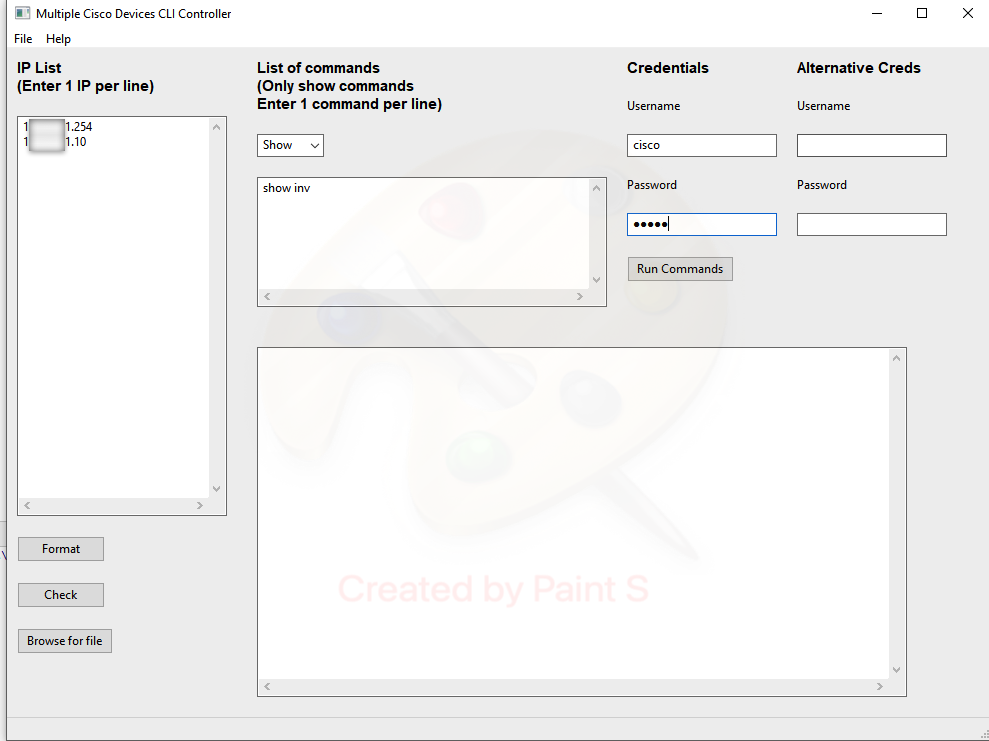 Multiple Cisco Devices CLI Controller
File Help
IP List
(Enter 1 IP per line)
1 1.254
1 1.10
Format
Check
Browse for file
List of commands
(Only show commands
Enter 1 command per line)
Show
show inv
Credentials
Username
cisco
Password
●●●●●
Run Commands
Alternative Creds
Username
Password
Created by Paint S